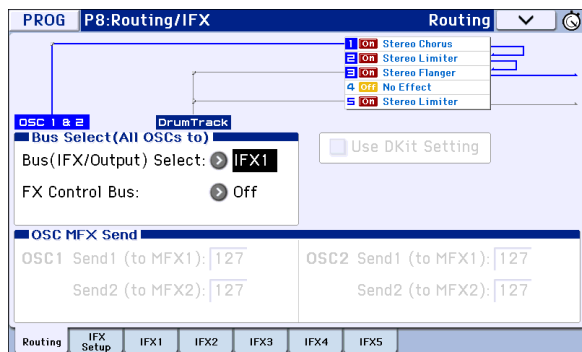 PROG P8:Routing/IFX Routing
1 On Stereo Chorus
2 On Stereo Limiter
3 On Stereo Flanger
4 Off No Effect
5 On Stereo Limiter
OSC 1 & 2 DrumTrack
Bus Select(All OSCs to)
Bus(IFX/Output) Select: IFX1
Use DKit Setting
FX Control Bus: Off
OSC MFX Send
OSC1 Send1 (to MFX1): 127 OSC2 Send1 (to MFX1): 127
Send2 (to MFX2): 127 Send2 (to MFX2): 127
Routing IFX Setup IFX1 IFX2 IFX3 IFX4 IFX5